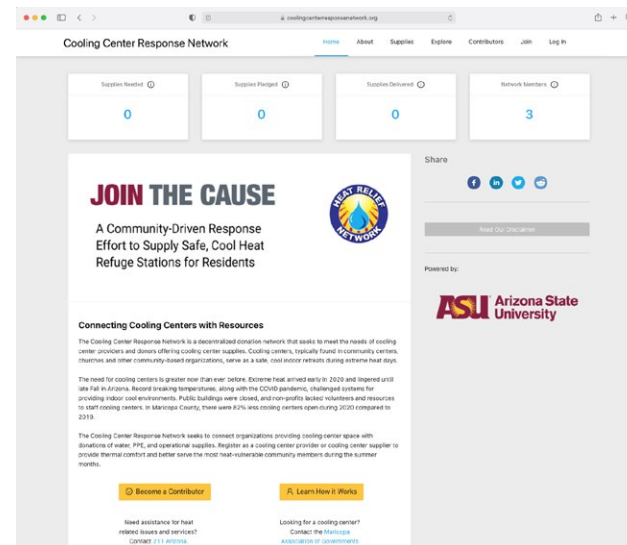 coolingcenterresponsenetwork.org
Cooling Center Response Network
Home About Supplies Explore Contributors Join Log In
Supplies Needed
Supplies Pledged
Supplies Delivered
Network Members
0
0
0
3
JOIN THE CAUSE
A Community-Driven Response
Effort to Supply Safe, Cool Heat
Refuge Stations for Residents
HEAT RELIEF
NETWORK
Share
Read Our Disclaimer
Powered by:
ASU Arizona State
University
Connecting Cooling Centers with Resources
The Cooling Center Response Network is a decentralized donation network that seeks to meet the needs of cooling
center providers and donors offering cooling center supplies. Cooling centers, typically found in community centers,
churches and other community-based organizations, serve as a safe, cool indoor retreats during extreme heat days.
The need for cooling centers is greater now than ever before. Extreme heat arrived early in 2020 and lingered until
late Fall in Arizona. Record breaking temperatures, along with the COVID pandemic, challenged systems for
providing indoor cool environments. Public buildings were closed, and non-profits lacked volunteers and resources
to staff cooling centers. In Maricopa County, there were 82% less cooling centers open during 2020 compared to
2019.
The Cooling Center Response Network seeks to connect organizations providing cooling center space with
donations of water, PPE, and operational supplies. Register as a cooling center provider or cooling center supplier to
provide thermal comfort and better serve the most heat-vulnerable community members during the summer
months.
Become a Contributor
Learn How it Works
Need assistance for heat
related issues and services?
Contact 211 Arizona
Looking for a cooling center?
Contact the Maricopa
Association of Governments